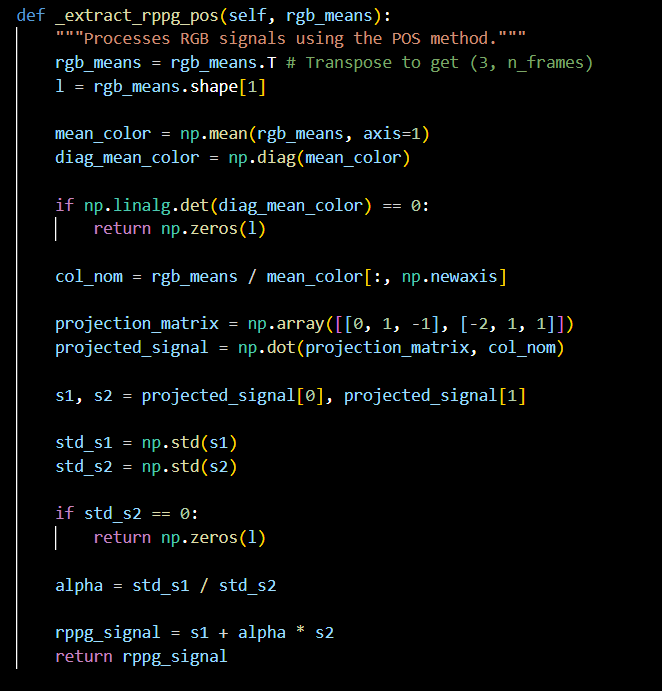 def _extract_rppg_pos(self, rgb_means):
    """Processes RGB signals using the POS method."""
    rgb_means = rgb_means.T # Transpose to get (3, n_frames)
    l = rgb_means.shape[1]

    mean_color = np.mean(rgb_means, axis=1)
    diag_mean_color = np.diag(mean_color)

    if np.linalg.det(diag_mean_color) == 0:
        return np.zeros(l)

    col_nom = rgb_means / mean_color[:, np.newaxis]

    projection_matrix = np.array([[0, 1, -1], [-2, 1, 1]])
    projected_signal = np.dot(projection_matrix, col_nom)

    s1, s2 = projected_signal[0], projected_signal[1]

    std_s1 = np.std(s1)
    std_s2 = np.std(s2)

    if std_s2 == 0:
        return np.zeros(l)

    alpha = std_s1 / std_s2

    rppg_signal = s1 + alpha * s2
    return rppg_signal